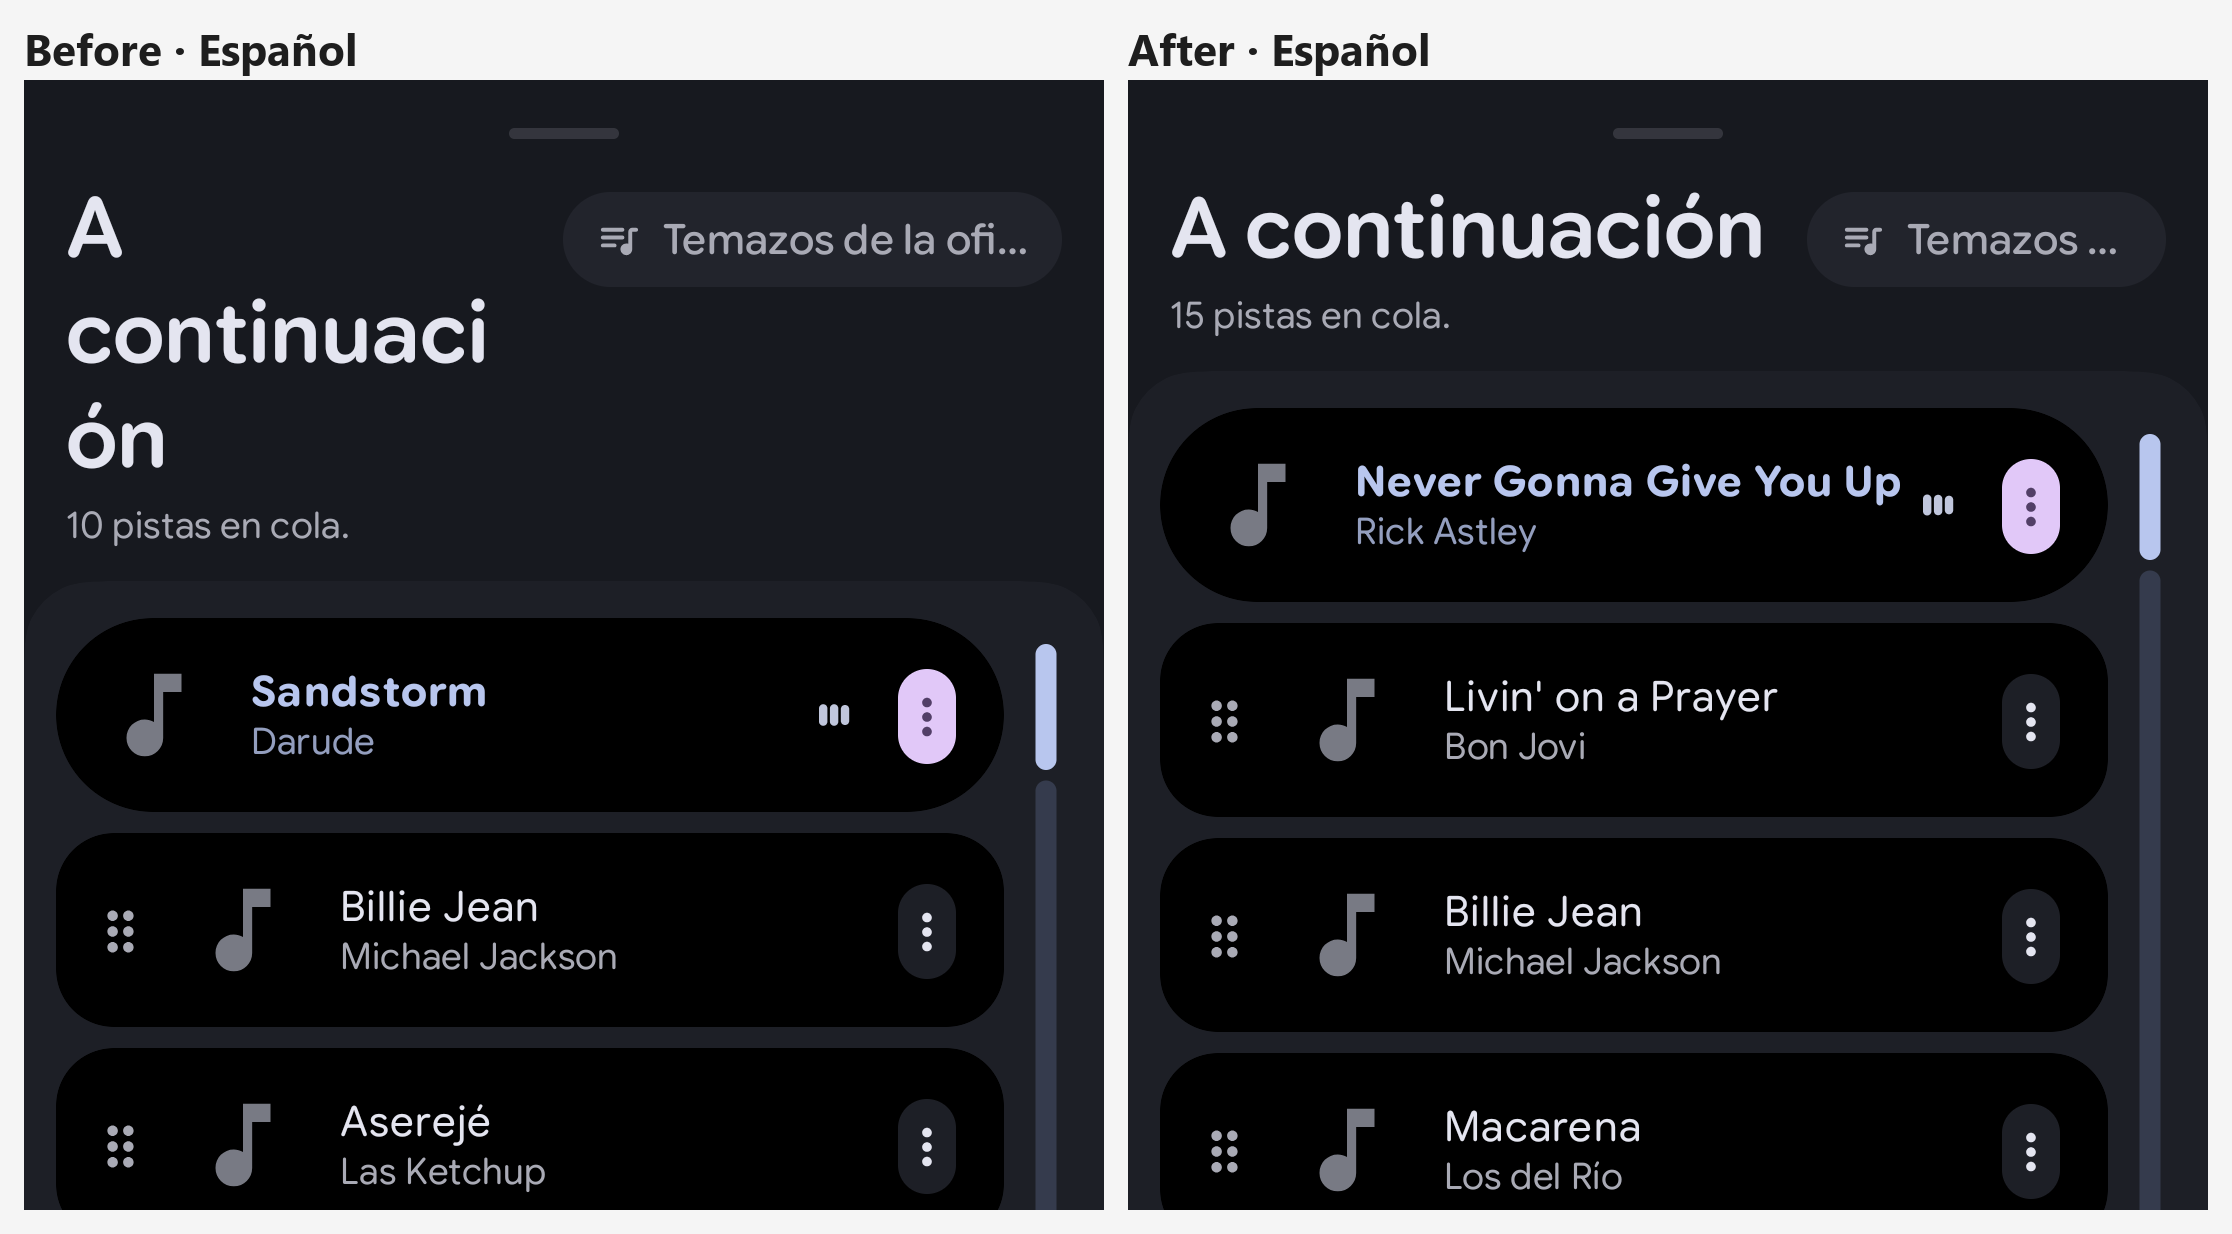 Before · Español
A
continuaci
ón
Temazos de la ofi...
10 pistas en cola.
Sandstorm
Darude
Billie Jean
Michael Jackson
Aserejé
Las Ketchup
After · Español
A continuación
Temazos ...
15 pistas en cola.
Never Gonna Give You Up
Rick Astley
Livin' on a Prayer
Bon Jovi
Billie Jean
Michael Jackson
Macarena
Los del Río